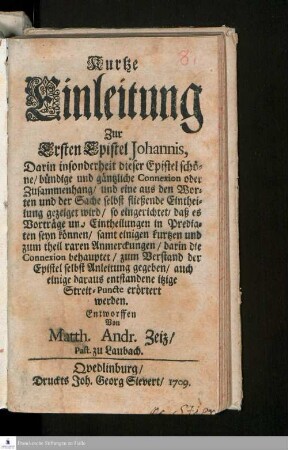 Kurtze
Einleitung
Zur
Ersten Epistel Johannis,
Darin insonderheit dieser Epistel schö-
ne/ bündige und gäntzliche Connexion oder
Zusammenhang/ und eine aus den Wor-
ten und der Sache selbst fließende Einthei-
lung gezeiget wird/ so eingerichtet/ daß es
Vorträge und Eintheilungen in Predig-
ten seyn können/ samt einigen kurtzen und
zum theil raren Anmerckungen/ darin die
Connexion behauptet/ zum Verstand der
Epistel selbst Anleitung gegeben/ auch
einige daraus entstandene itzige
Streit-Puncte erörtert
werden.
Entworffen
Von
Matth. Andr. Zeiz/
Past. zu Laubach.
Qvedlinburg/
Druckts Joh. Georg Sievert/ 1709.